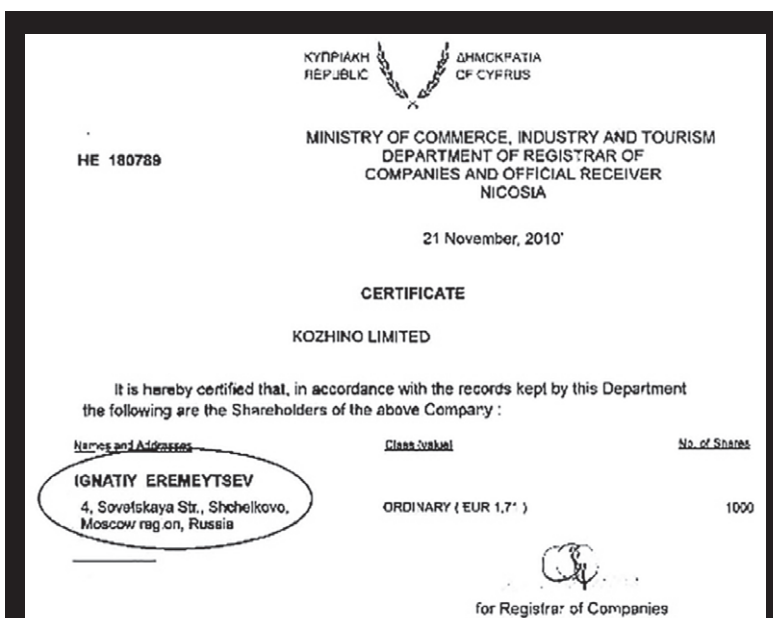 ΚΥΠΡΙΑΚΗ ΔΗΜΟΚΡΑΤΙΑ
REPUBLIC OF CYPRUS
HE 180789
MINISTRY OF COMMERCE, INDUSTRY AND TOURISM
DEPARTMENT OF REGISTRAR OF
COMPANIES AND OFFICIAL RECEIVER
NICOSIA
21 November, 2010
CERTIFICATE
KOZHINO LIMITED
It is hereby certified that, in accordance with the records kept by this Department
the following are the Shareholders of the above Company :
Names and Addresses Class (value) No. of Shares
IGNATIY EREMEYTSEV
4, Sovetskaya Str., Shchelkovo,
Moscow region, Russia
ORDINARY ( EUR 1,71 ) 1000
for Registrar of Companies